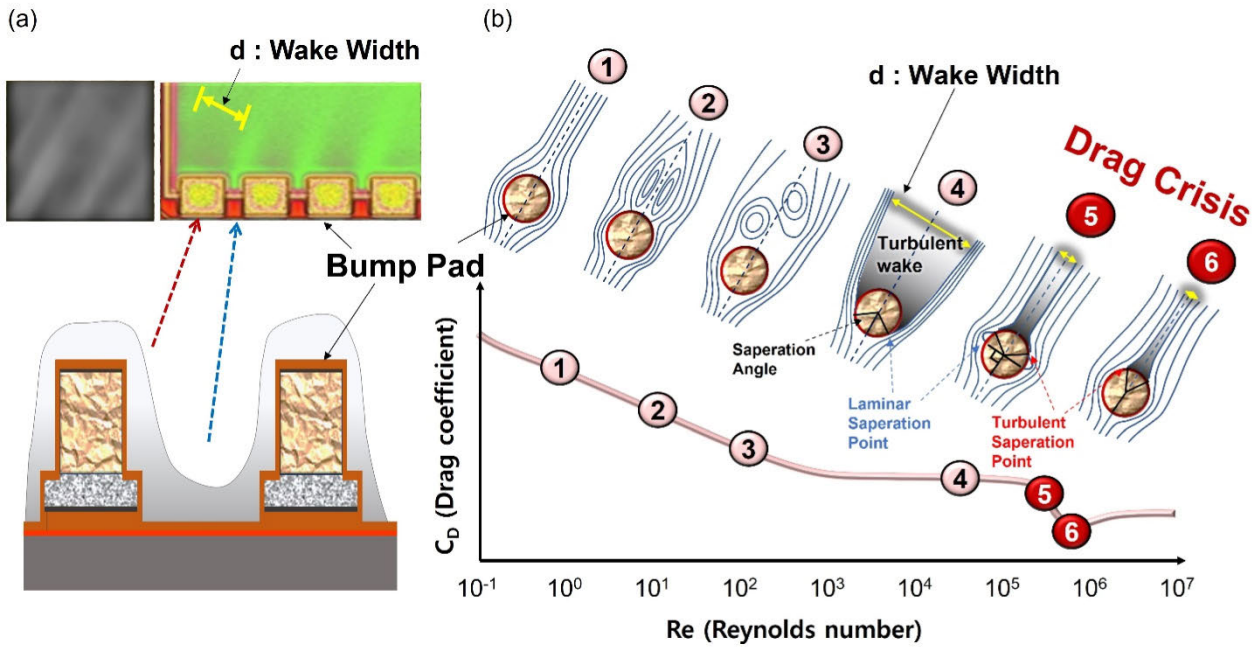 (a)
d : Wake Width
Bump Pad
(b)
1
2
d : Wake Width
3
4
Drag Crisis
5
6
Turbulent
wake
Saperation
Angle
Laminar
Saperation
Point
Turbulent
Saperation
Point
1
2
3
4
5
6
C_D (Drag coefficient)
10⁻¹ 10⁰ 10¹ 10² 10³ 10⁴ 10⁵ 10⁶ 10⁷
Re (Reynolds number)